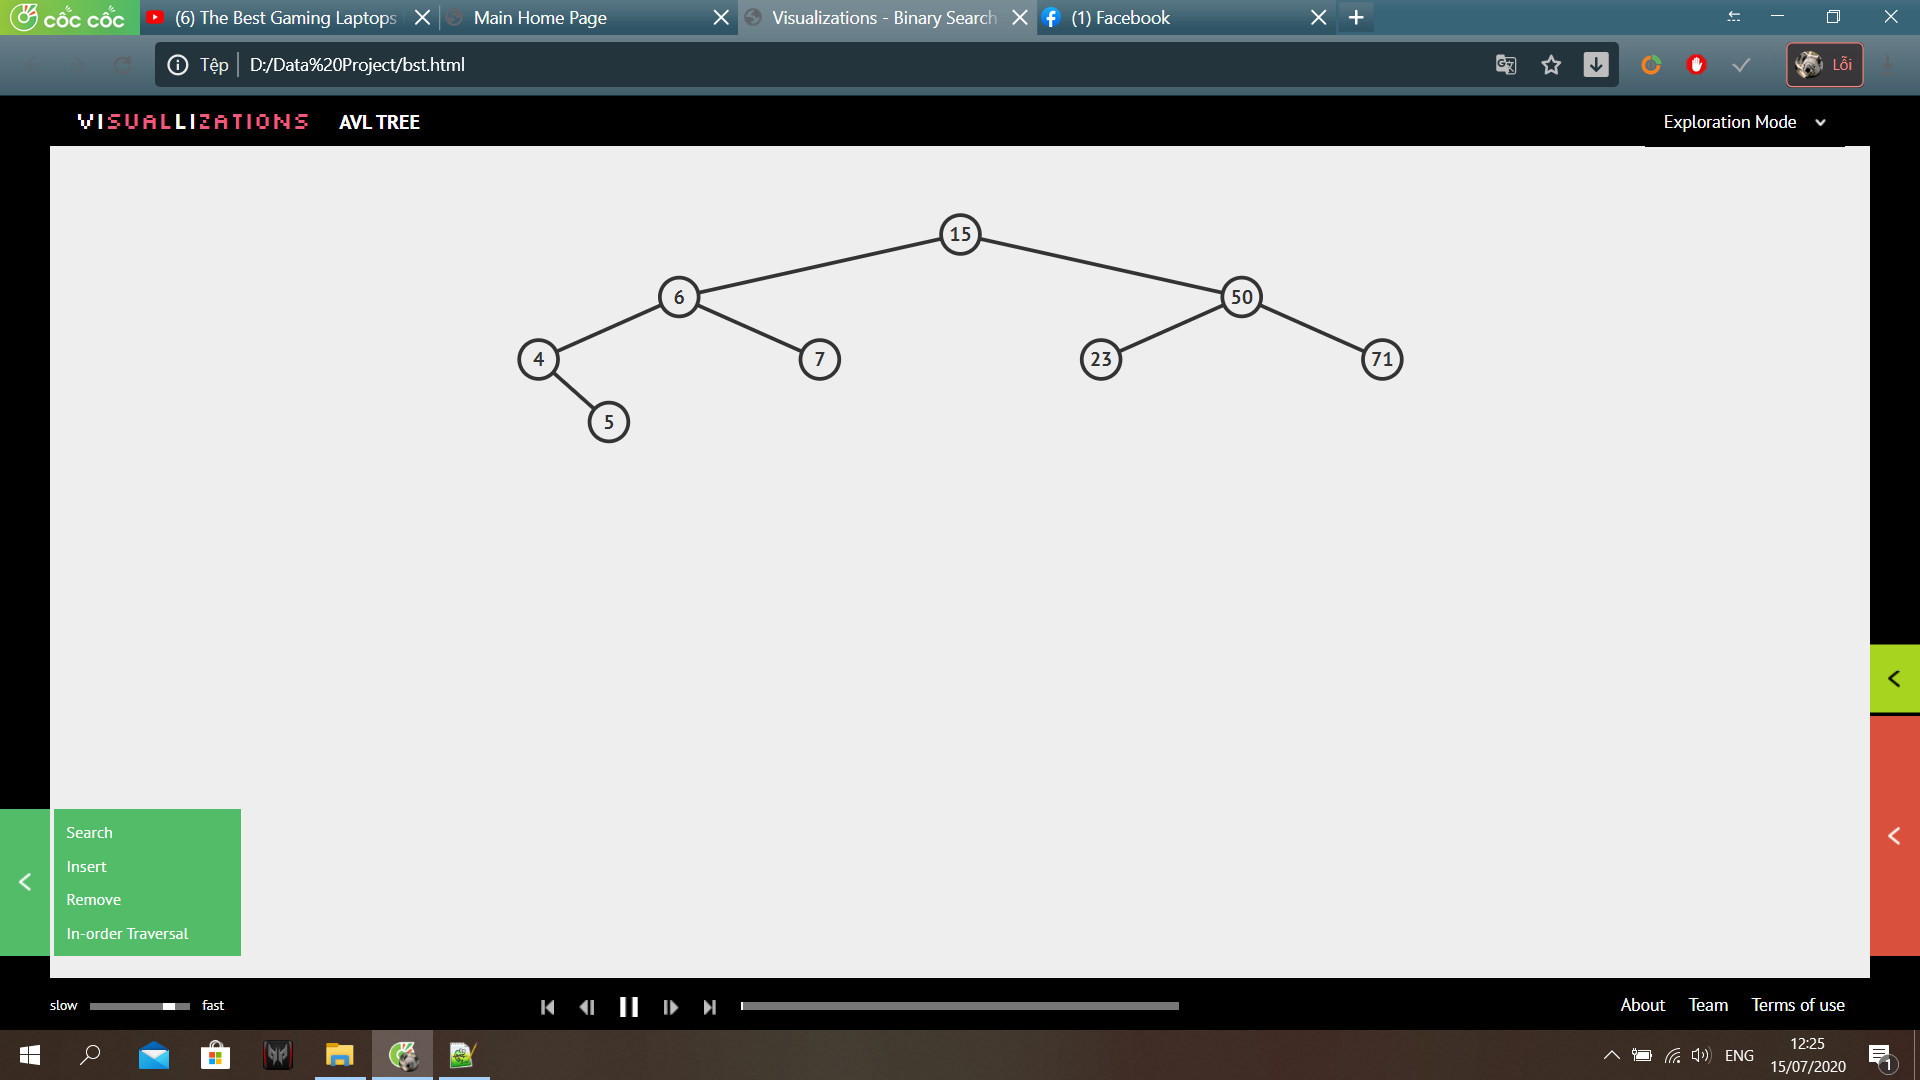 cốc cốc
(6) The Best Gaming Laptops
Main Home Page
Visualizations - Binary Search
(1) Facebook
Tệp
D:/Data%20Project/bst.html
Lỗi
VISUALLIZATIONS
AVL TREE
Exploration Mode
15
6
50
4
7
23
71
5
Search
Insert
Remove
In-order Traversal
slow
fast
About
Team
Terms of use
ENG
12:25
15/07/2020
1